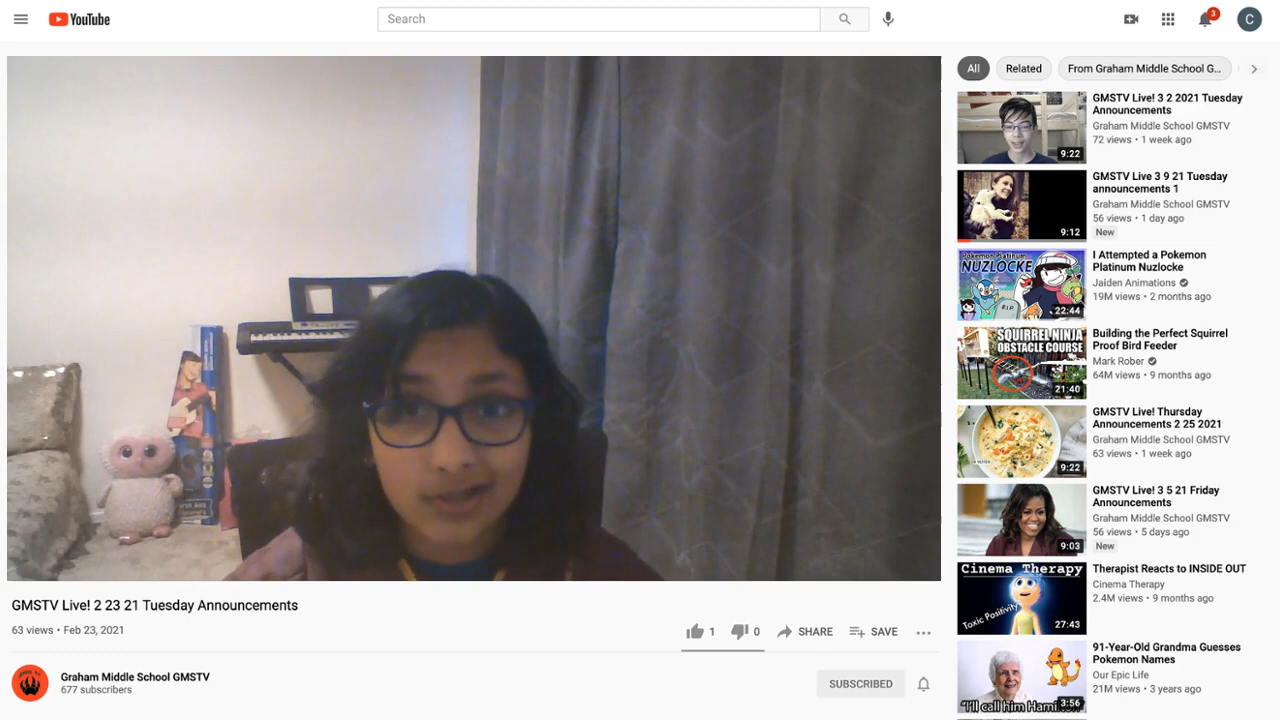 YouTube
Search
3
C
All
Related
From Graham Middle School G...
GMSTV Live! 3 2 2021 Tuesday
Announcements
Graham Middle School GMSTV
72 views • 1 week ago
9:22
GMSTV Live 3 9 21 Tuesday
announcements 1
Graham Middle School GMSTV
56 views • 1 day ago
New
9:12
Pokemon Platinum
NUZLOCKE
R.I.P
22:44
I Attempted a Pokemon
Platinum Nuzlocke
Jaiden Animations
19M views • 2 months ago
SQUIRREL NINJA
OBSTACLE COURSE
21:40
Building the Perfect Squirrel
Proof Bird Feeder
Mark Rober
64M views • 9 months ago
GMSTV Live! Thursday
Announcements 2 25 2021
Graham Middle School GMSTV
63 views • 1 week ago
9:22
GMSTV Live! 3 5 21 Friday
Announcements
Graham Middle School GMSTV
56 views • 5 days ago
New
9:03
Cinema Therapy
Toxic Positivity
27:43
Therapist Reacts to INSIDE OUT
Cinema Therapy
2.4M views • 9 months ago
"I'll call him
3:56
91-Year-Old Grandma Guesses
Pokemon Names
Our Epic Life
21M views • 3 years ago
GMSTV Live! 2 23 21 Tuesday Announcements
63 views • Feb 23, 2021
1
0
SHARE
SAVE
Graham Middle School GMSTV
677 subscribers
SUBSCRIBED